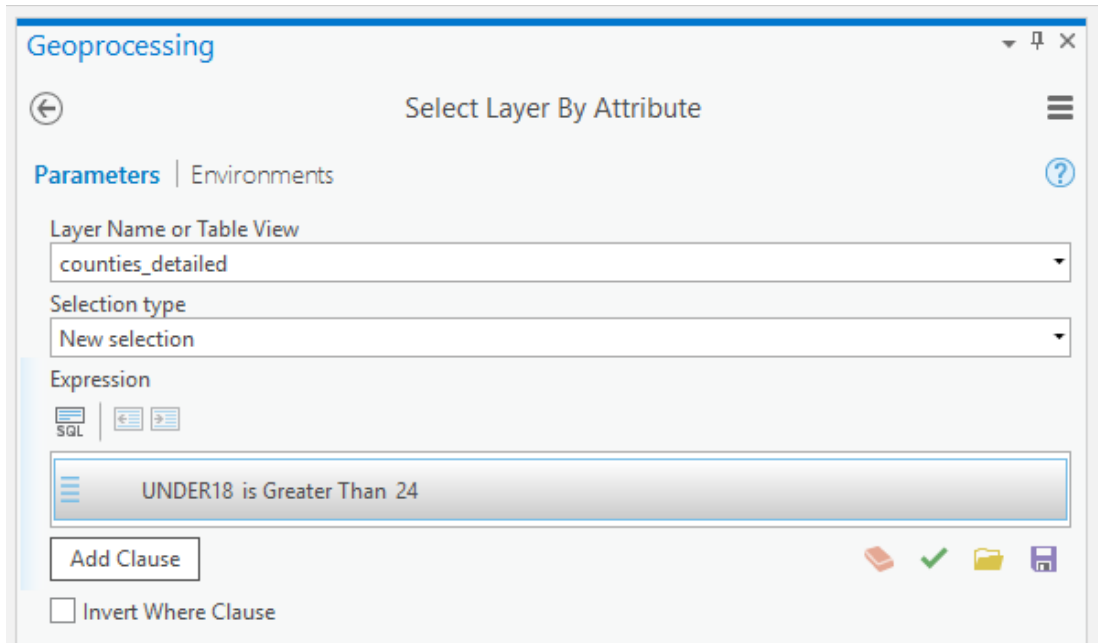 Geoprocessing
Select Layer By Attribute
Parameters | Environments
Layer Name or Table View
counties_detailed
Selection type
New selection
Expression
SQL
UNDER18 is Greater Than 24
Add Clause
Invert Where Clause